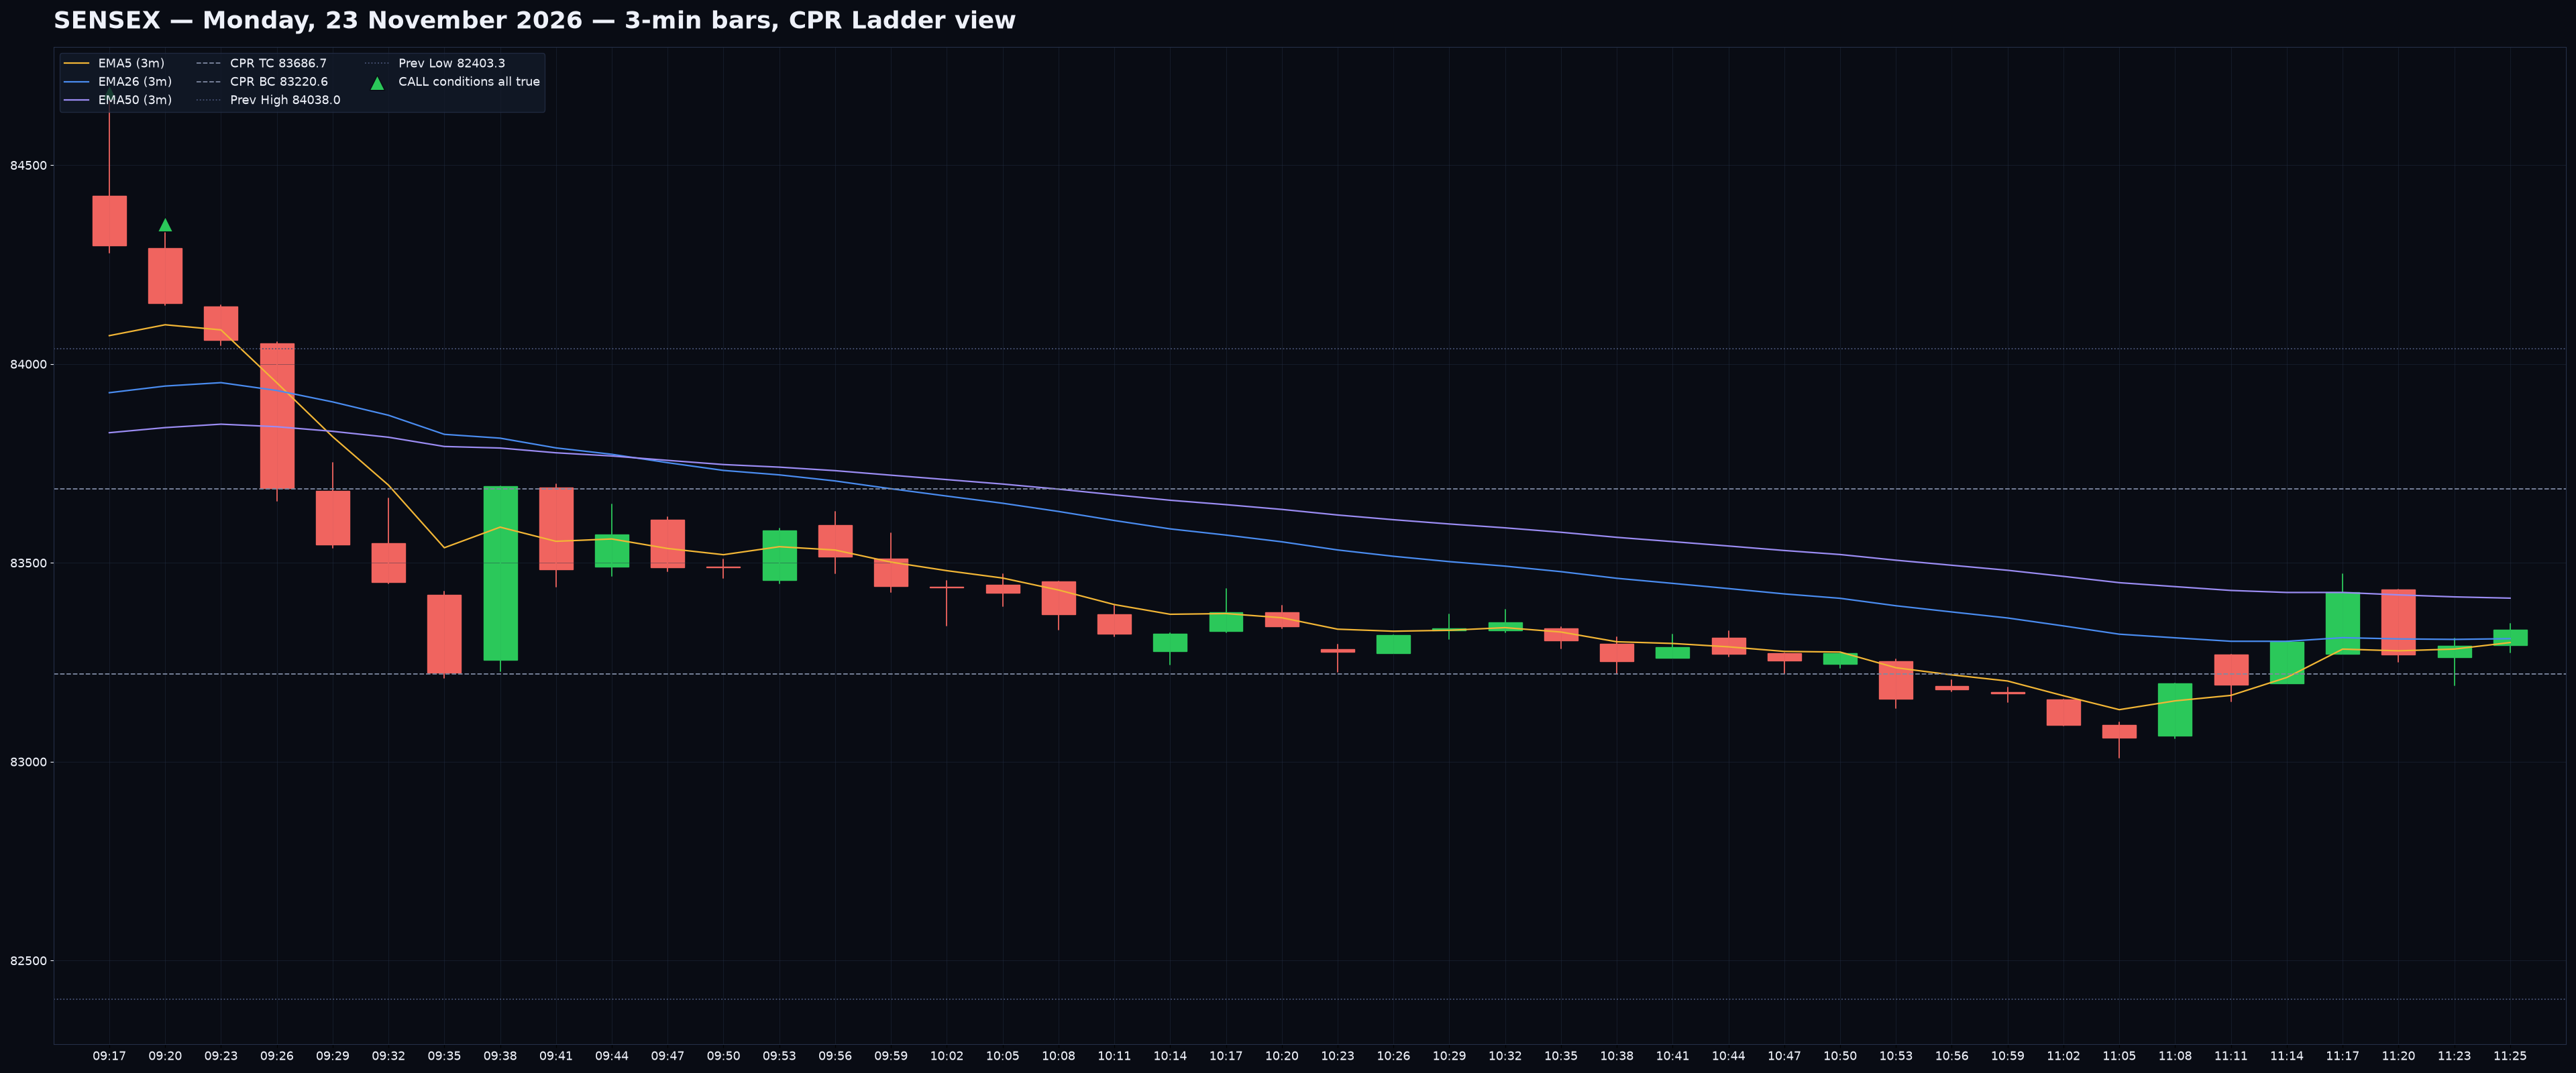 SENSEX — Monday, 23 November 2026 — 3-min bars, CPR Ladder view
EMA5 (3m) CPR TC 83686.7 Prev Low 82403.3
EMA26 (3m) CPR BC 83220.6 CALL conditions all true
EMA50 (3m) Prev High 84038.0
84500
84000
83500
83000
82500
09:17 09:20 09:23 09:26 09:29 09:32 09:35 09:38 09:41 09:44 09:47 09:50 09:53 09:56 09:59 10:02 10:05 10:08 10:11 10:14 10:17 10:20 10:23 10:26 10:29 10:32 10:35 10:38 10:41 10:44 10:47 10:50 10:53 10:56 10:59 11:02 11:05 11:08 11:11 11:14 11:17 11:20 11:23 11:25